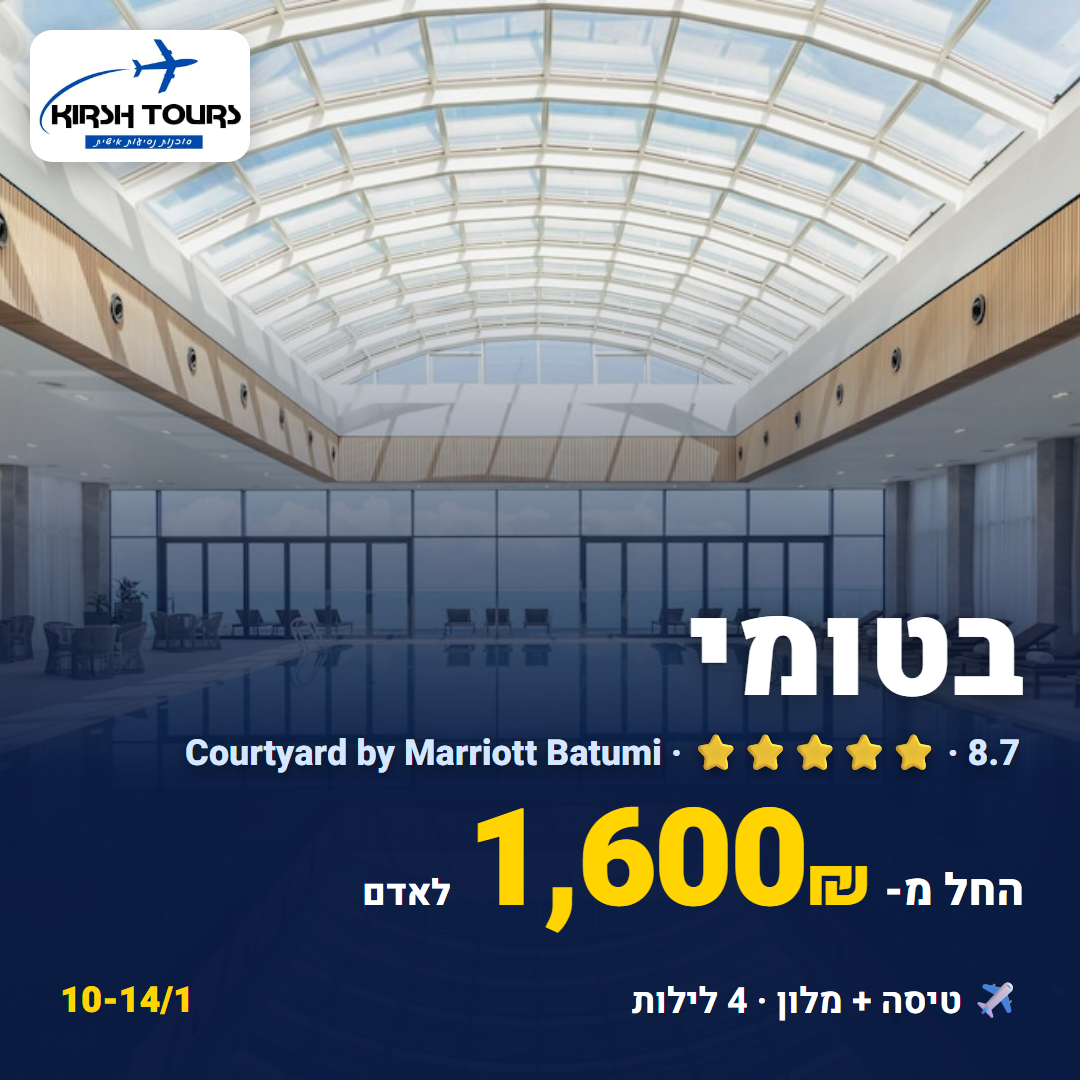 KIRSH TOURS
סוכנות נסיעות אישית
בטומי
8.7 · ⭐⭐⭐⭐⭐ · Courtyard by Marriott Batumi
החל מ- ₪1,600 לאדם
✈️ טיסה + מלון · 4 לילות
10-14/1